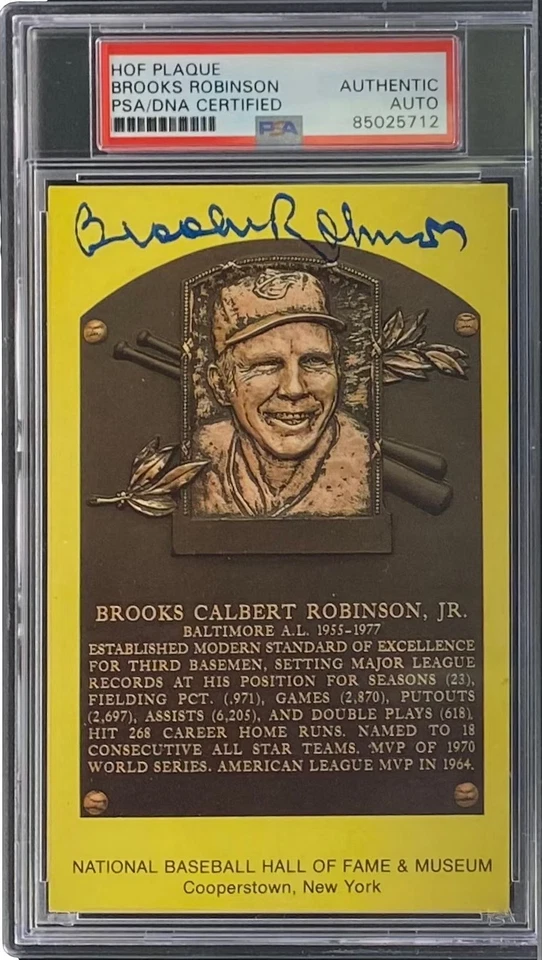 HOF PLAQUE
BROOKS ROBINSON
PSA/DNA CERTIFIED
AUTHENTIC
AUTO
85025712
PSA
Brooks Robinson
BROOKS CALBERT ROBINSON, JR.
BALTIMORE A.L. 1955-1977
ESTABLISHED MODERN STANDARD OF EXCELLENCE
FOR THIRD BASEMEN, SETTING MAJOR LEAGUE
RECORDS AT HIS POSITION FOR SEASONS (23),
FIELDING PCT. (.971), GAMES (2,870), PUTOUTS
(2,697), ASSISTS (6,205), AND DOUBLE PLAYS (618).
HIT 268 CAREER HOME RUNS. NAMED TO 18
CONSECUTIVE ALL STAR TEAMS. MVP OF 1970
WORLD SERIES. AMERICAN LEAGUE MVP IN 1964.
NATIONAL BASEBALL HALL OF FAME & MUSEUM
Cooperstown, New York
PSA